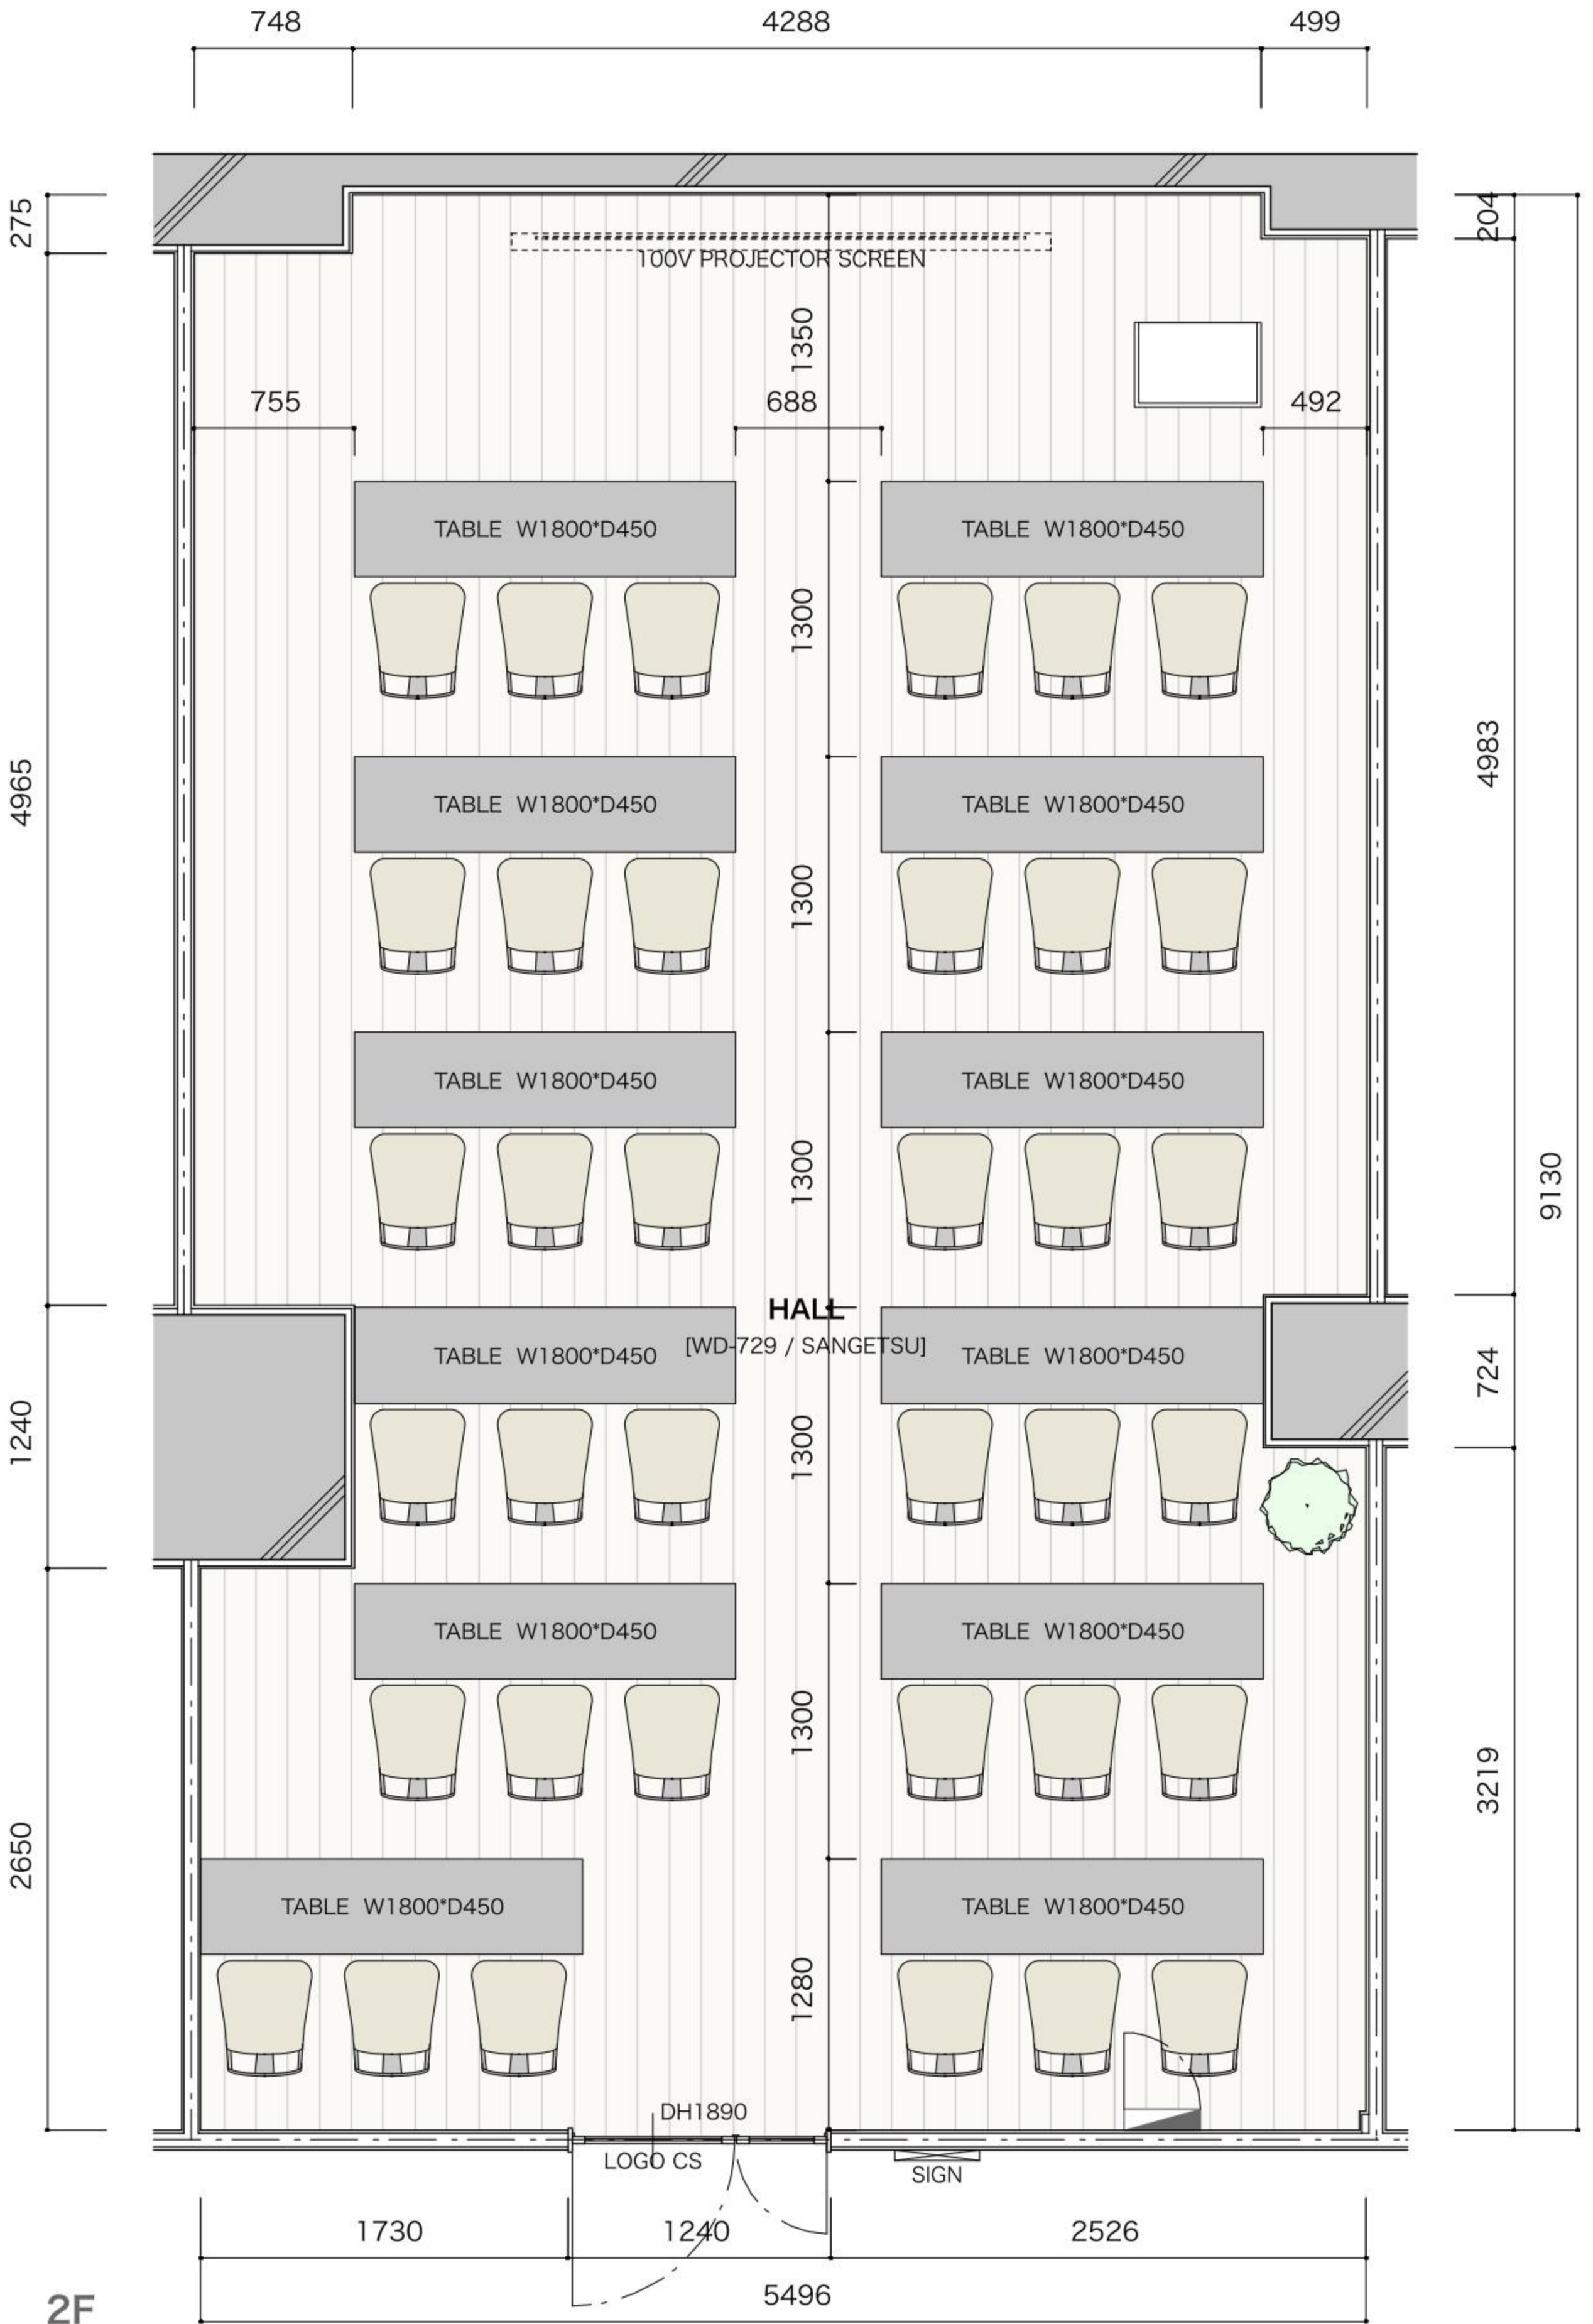 748
4288
499
275
204
100V PROJECTOR SCREEN
1350
755
688
492
TABLE W1800*D450
TABLE W1800*D450
1300
4965
4983
TABLE W1800*D450
TABLE W1800*D450
1300
TABLE W1800*D450
TABLE W1800*D450
1300
9130
HALL
[WD-729 / SANGETSU]
TABLE W1800*D450
TABLE W1800*D450
724
1240
1300
TABLE W1800*D450
TABLE W1800*D450
1300
3219
2650
TABLE W1800*D450
TABLE W1800*D450
1280
DH1890
LOGO CS
SIGN
1730
1240
2526
5496
2F